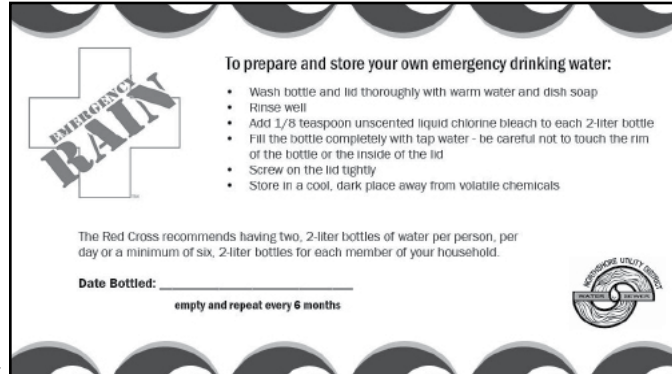 EMERGENCY
RAIN
To prepare and store your own emergency drinking water:
• Wash bottle and lid thoroughly with warm water and dish soap
• Rinse well
• Add 1/8 teaspoon unscented liquid chlorine bleach to each 2-liter bottle
• Fill the bottle completely with tap water - be careful not to touch the rim
of the bottle or the inside of the lid
• Screw on the lid tightly
• Store in a cool, dark place away from volatile chemicals
The Red Cross recommends having two, 2-liter bottles of water per person, per
day or a minimum of six, 2-liter bottles for each member of your household.
Date Bottled: ______________________________
empty and repeat every 6 months
NORTHSHORE UTILITY DISTRICT
WATER SEWER